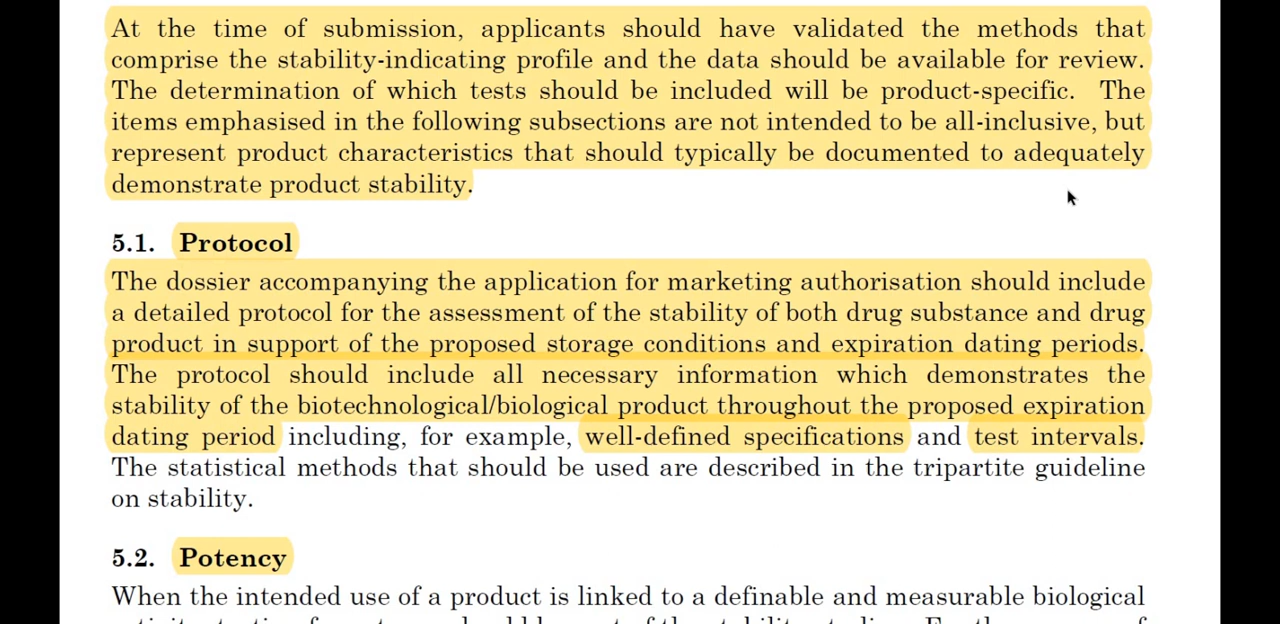 At the time of submission, applicants should have validated the methods that
comprise the stability-indicating profile and the data should be available for review.
The determination of which tests should be included will be product-specific. The
items emphasised in the following subsections are not intended to be all-inclusive, but
represent product characteristics that should typically be documented to adequately
demonstrate product stability.
5.1. Protocol
The dossier accompanying the application for marketing authorisation should include
a detailed protocol for the assessment of the stability of both drug substance and drug
product in support of the proposed storage conditions and expiration dating periods.
The protocol should include all necessary information which demonstrates the
stability of the biotechnological/biological product throughout the proposed expiration
dating period including, for example, well-defined specifications and test intervals.
The statistical methods that should be used are described in the tripartite guideline
on stability.
5.2. Potency
When the intended use of a product is linked to a definable and measurable biological